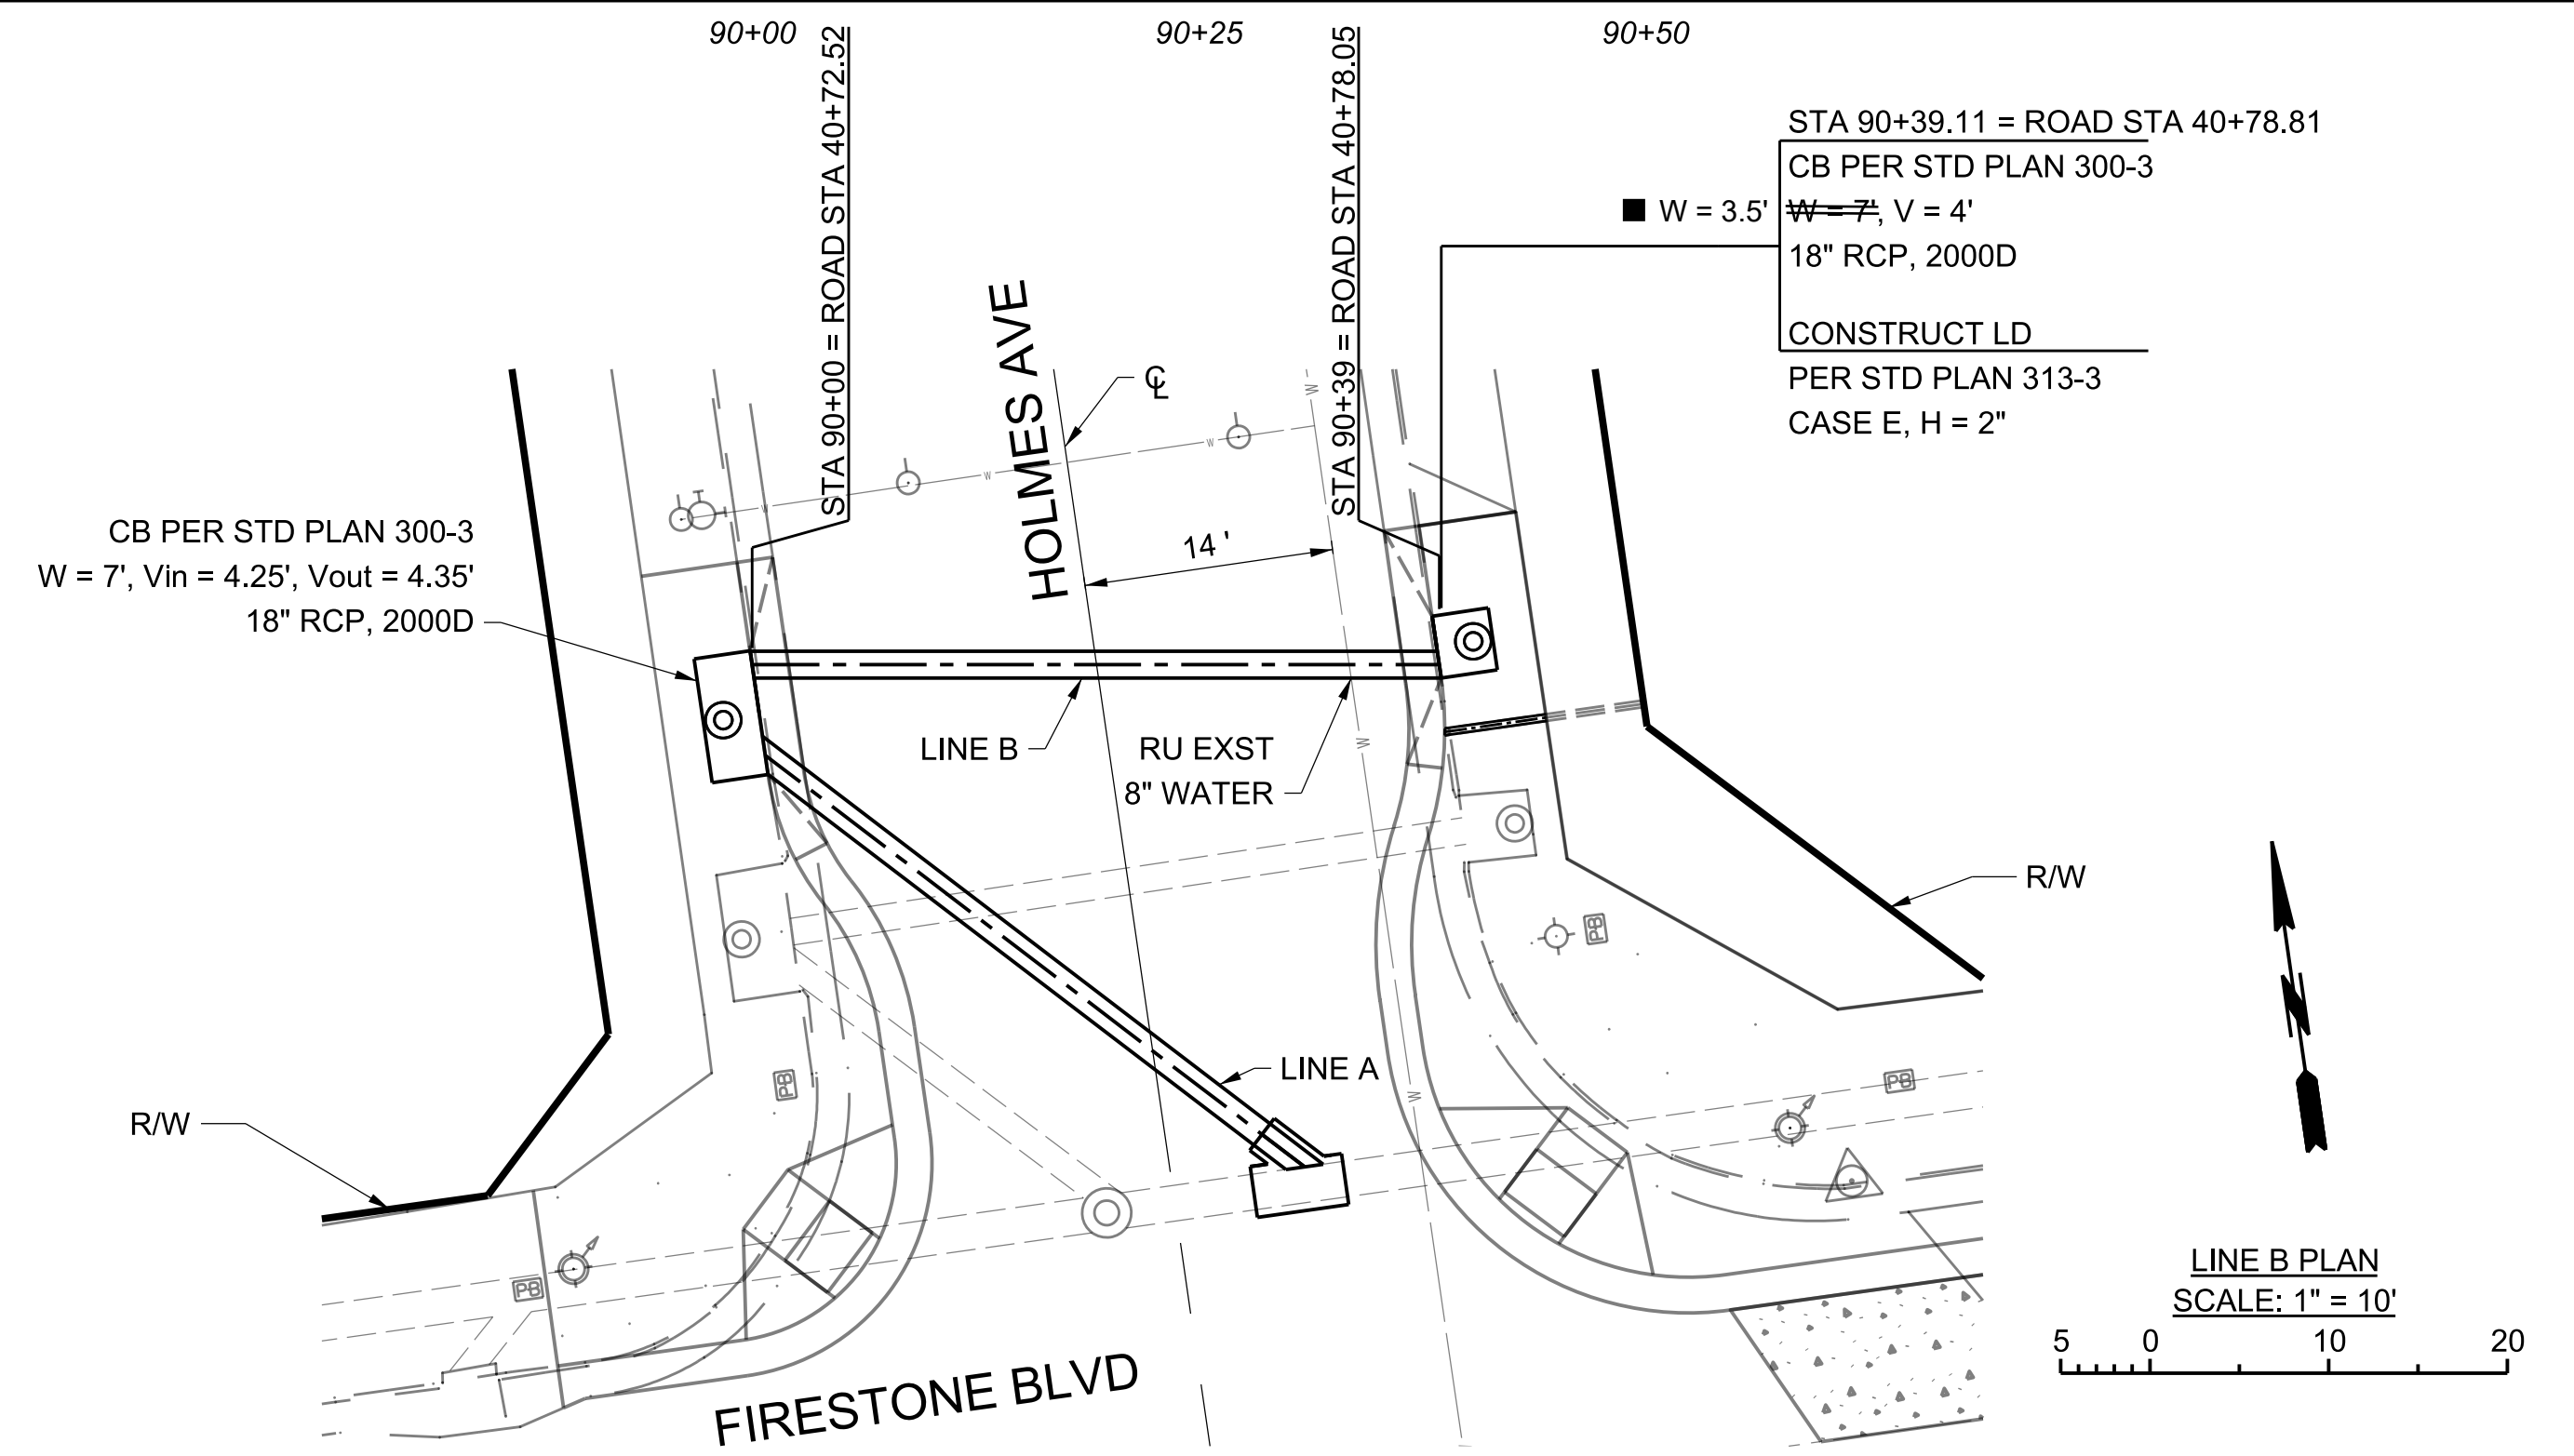 90+00
90+25
90+50
STA 90+00 = ROAD STA 40+72.52
STA 90+39 = ROAD STA 40+78.05
STA 90+39.11 = ROAD STA 40+78.81
CB PER STD PLAN 300-3
■ W = 3.5' W = 7', V = 4'
18" RCP, 2000D
CONSTRUCT LD
PER STD PLAN 313-3
CASE E, H = 2"
HOLMES AVE
℄
W
W
W
W
14 '
CB PER STD PLAN 300-3
W = 7', Vin = 4.25', Vout = 4.35'
18" RCP, 2000D
LINE B
RU EXST
8" WATER
W
W
R/W
PB
LINE A
PB
PB
R/W
PB
FIRESTONE BLVD
LINE B PLAN
SCALE: 1" = 10'
5 0 10 20